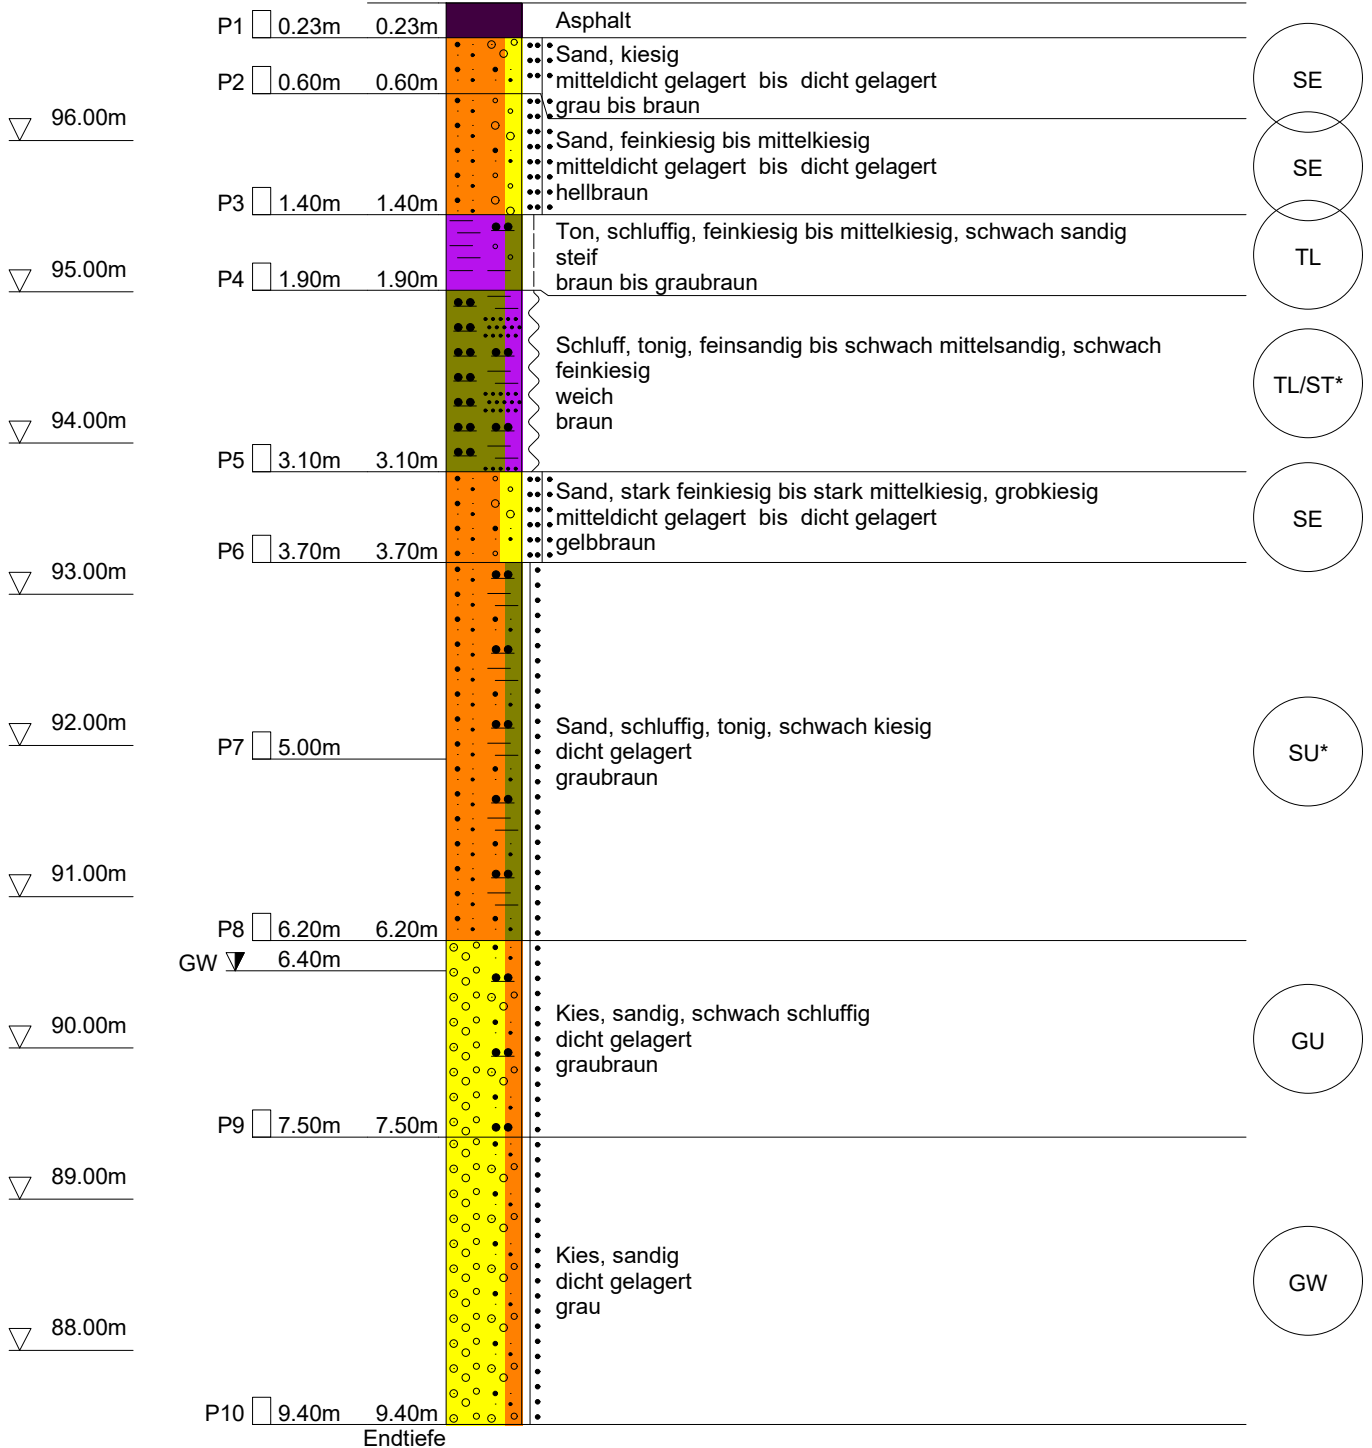 P1 0.23m 0.23m Asphalt
Sand, kiesig
mitteldicht gelagert bis dicht gelagert
grau bis braun
SE
P2 0.60m 0.60m
96.00m
Sand, feinkiesig bis mittelkiesig
mitteldicht gelagert bis dicht gelagert
hellbraun
SE
P3 1.40m 1.40m
Ton, schluffig, feinkiesig bis mittelkiesig, schwach sandig
steif
braun bis graubraun
TL
95.00m
P4 1.90m 1.90m
Schluff, tonig, feinsandig bis schwach mittelsandig, schwach
feinkiesig
weich
braun
TL/ST*
94.00m
P5 3.10m 3.10m
Sand, stark feinkiesig bis stark mittelkiesig, grobkiesig
mitteldicht gelagert bis dicht gelagert
gelbbraun
SE
P6 3.70m 3.70m
93.00m
92.00m
Sand, schluffig, tonig, schwach kiesig
dicht gelagert
graubraun
SU*
P7 5.00m
91.00m
P8 6.20m 6.20m
GW 6.40m
90.00m
Kies, sandig, schwach schluffig
dicht gelagert
graubraun
GU
P9 7.50m 7.50m
89.00m
Kies, sandig
dicht gelagert
grau
GW
88.00m
P10 9.40m 9.40m
Endtiefe